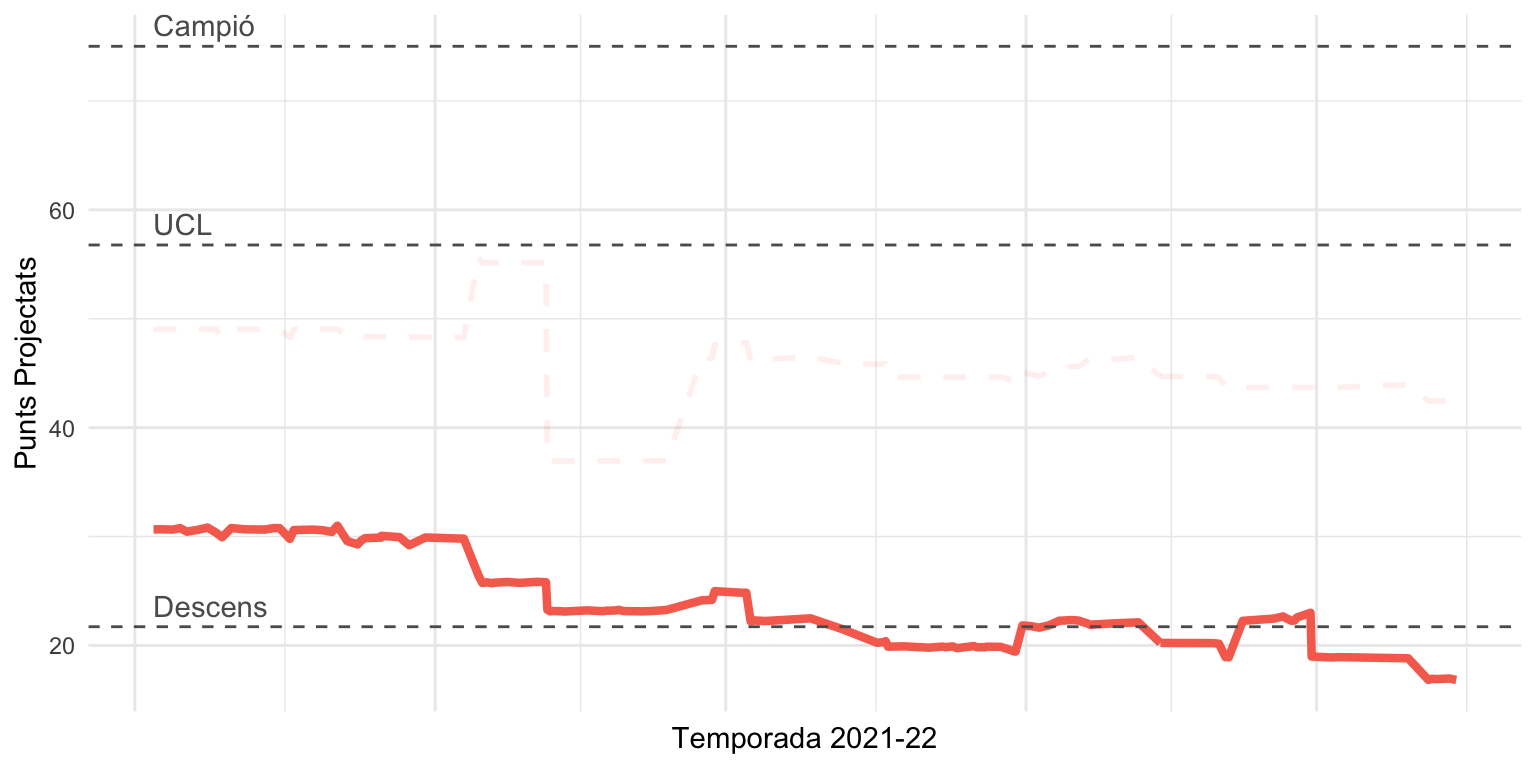 Campió
UCL
Descens
60
40
20
Punts Projectats
Temporada 2021-22